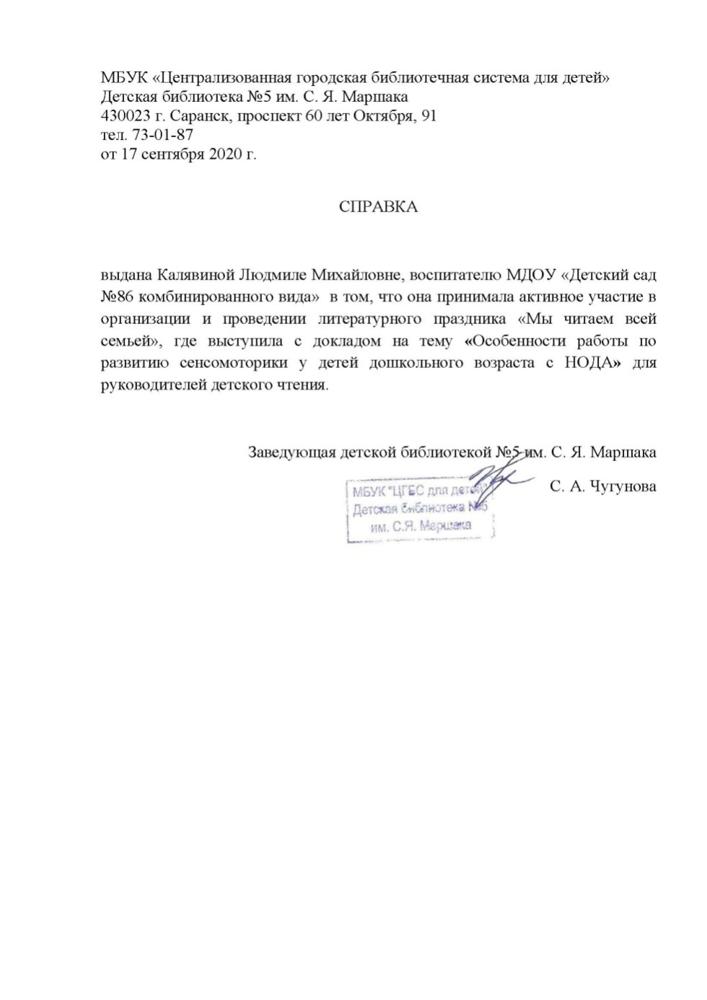 МБУК «Централизованная городская библиотечная система для детей»
Детская библиотека №5 им. С. Я. Маршака
430023 г. Саранск, проспект 60 лет Октября, 91
тел. 73-01-87
от 17 сентября 2020 г.
СПРАВКА
выдана Калявиной Людмиле Михайловне, воспитателю МДОУ «Детский сад
№86 комбинированного вида» в том, что она принимала активное участие в
организации и проведении литературного праздника «Мы читаем всей
семьей», где выступила с докладом на тему «Особенности работы по
развитию сенсомоторики у детей дошкольного возраста с НОДА» для
руководителей детского чтения.
Заведующая детской библиотекой №5 им. С. Я. Маршака
С. А. Чугунова
МБУК "ЦГБС для детей"
Детская библиотека №5
им. С.Я. Маршака